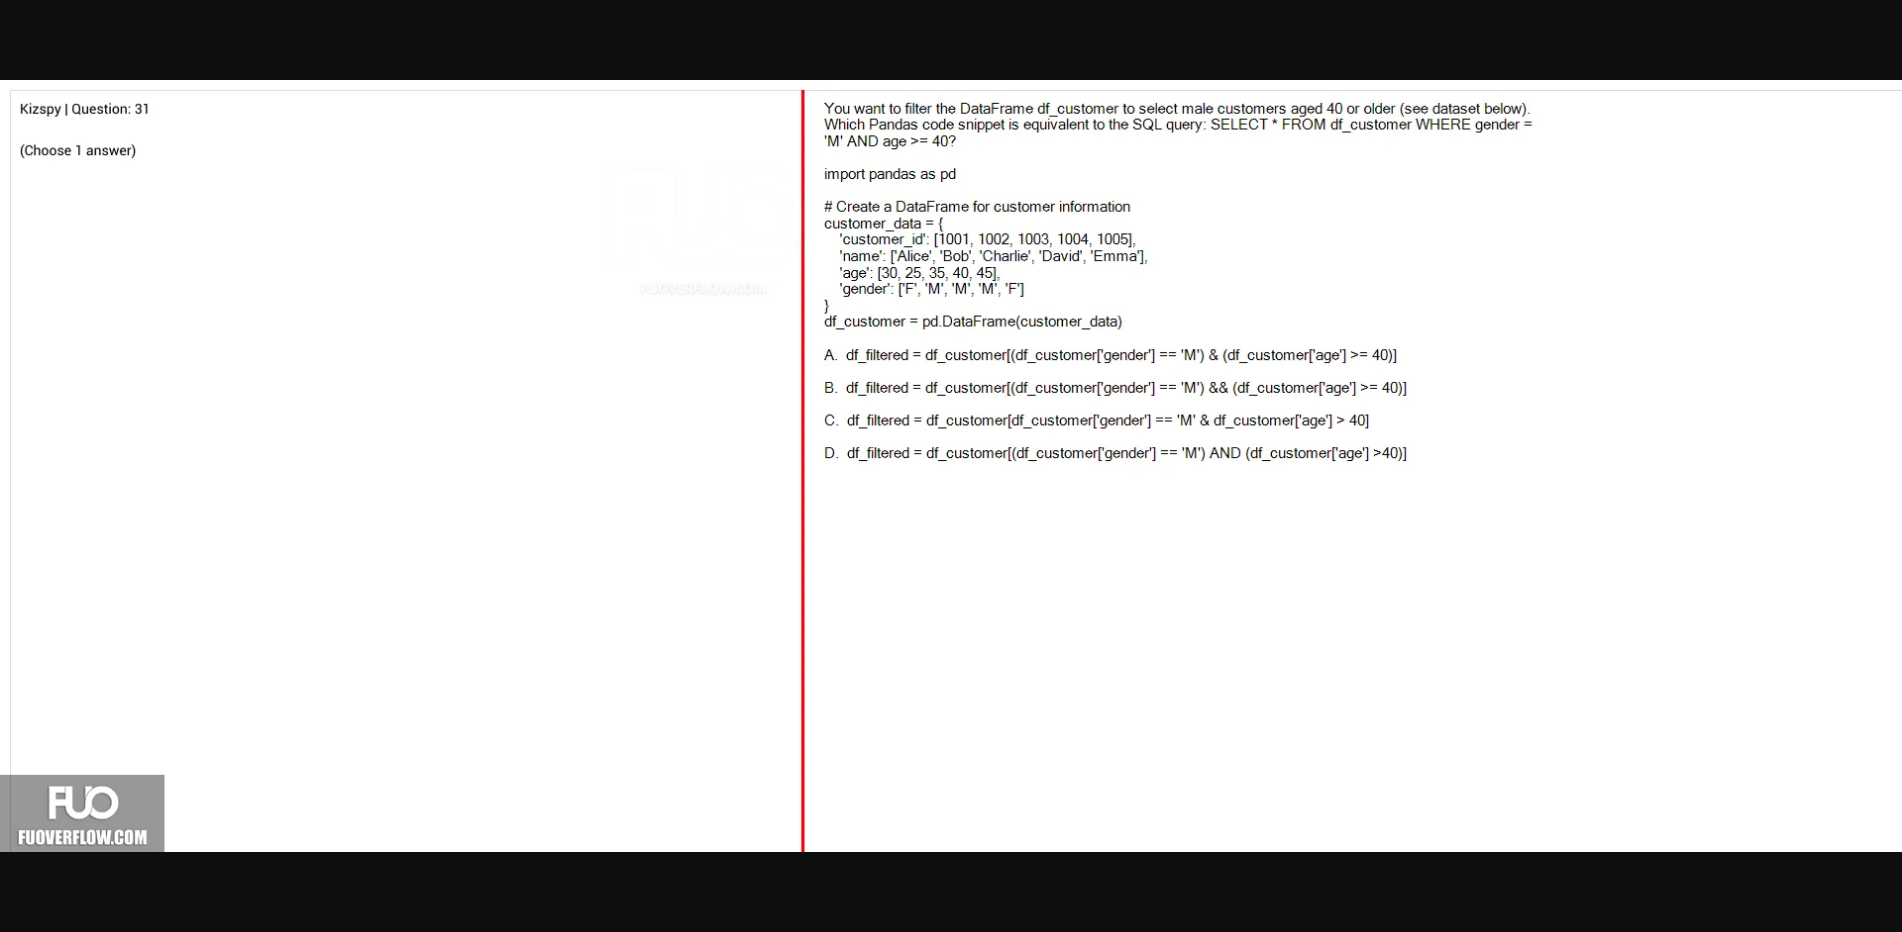 Kizspy | Question: 31
(Choose 1 answer)
You want to filter the DataFrame df_customer to select male customers aged 40 or older (see dataset below).
Which Pandas code snippet is equivalent to the SQL query: SELECT * FROM df_customer WHERE gender =
'M' AND age >= 40?
import pandas as pd
# Create a DataFrame for customer information
customer_data = {
'customer_id': [1001, 1002, 1003, 1004, 1005],
'name': ['Alice', 'Bob', 'Charlie', 'David', 'Emma'],
'age': [30, 25, 35, 40, 45],
'gender': ['F', 'M', 'M', 'M', 'F']
}
df_customer = pd.DataFrame(customer_data)
A. df_filtered = df_customer[(df_customer['gender'] == 'M') & (df_customer['age'] >= 40)]
B. df_filtered = df_customer[(df_customer['gender'] == 'M') && (df_customer['age'] >= 40)]
C. df_filtered = df_customer[df_customer['gender'] == 'M' & df_customer['age'] > 40]
D. df_filtered = df_customer[(df_customer['gender'] == 'M') AND (df_customer['age'] >40)]
FUO
FUOVERFLOW.COM
FUO
FUOVERFLOW.COM